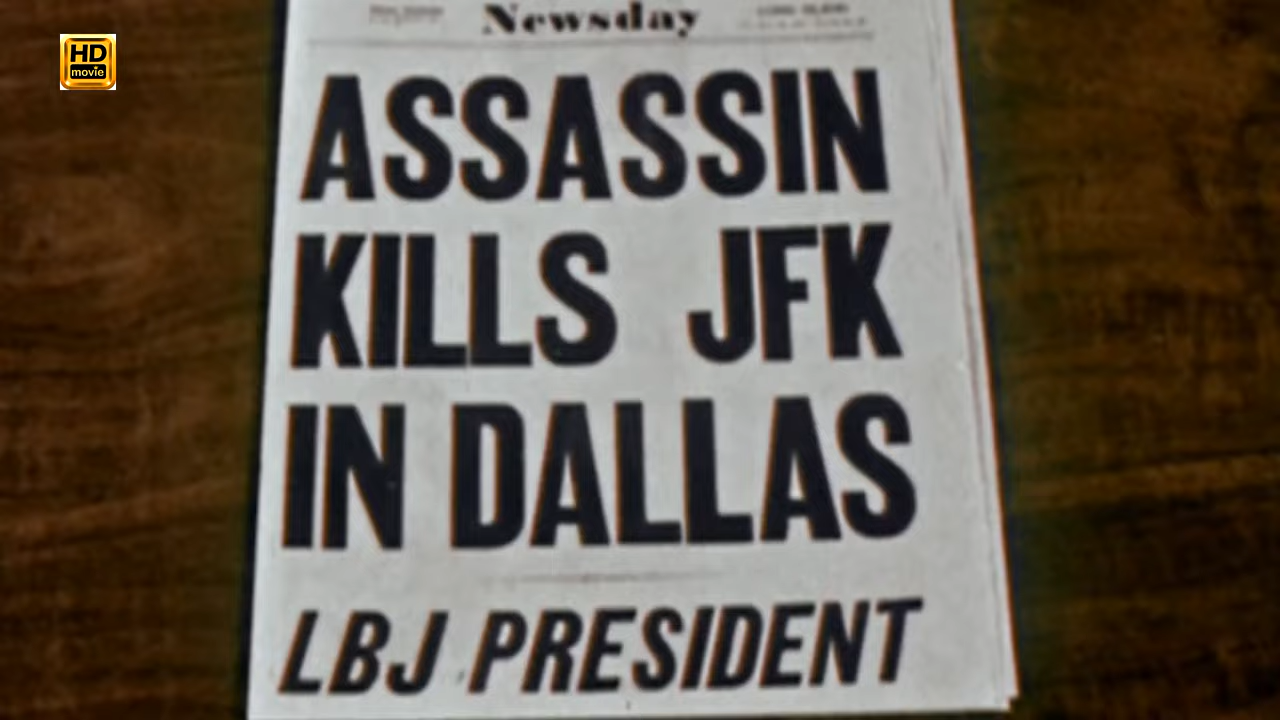 HD
movie
Newsday
ASSASSIN
KILLS JFK
IN DALLAS
LBJ PRESIDENT